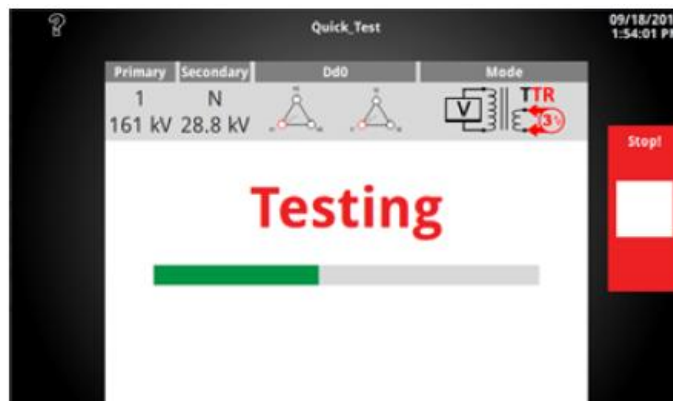 ?
Quick_Test
09/18/201
1:54:01 P
Primary Secondary Dd0 Mode
1 N V TTR
161 kV 28.8 kV 3
Stop!
Testing